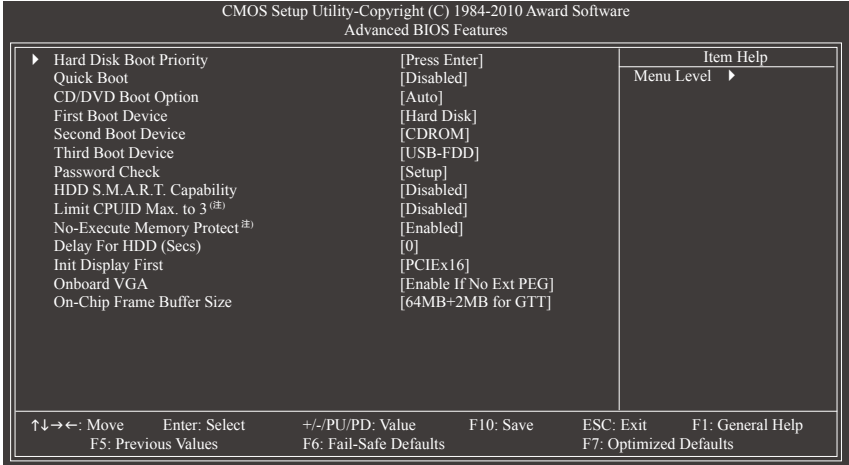 CMOS Setup Utility-Copyright (C) 1984-2010 Award Software
Advanced BIOS Features
Hard Disk Boot Priority [Press Enter]
Quick Boot [Disabled]
CD/DVD Boot Option [Auto]
First Boot Device [Hard Disk]
Second Boot Device [CDROM]
Third Boot Device [USB-FDD]
Password Check [Setup]
HDD S.M.A.R.T. Capability [Disabled]
Limit CPUID Max. to 3 (注) [Disabled]
No-Execute Memory Protect 注) [Enabled]
Delay For HDD (Secs) [0]
Init Display First [PCIEx16]
Onboard VGA [Enable If No Ext PEG]
On-Chip Frame Buffer Size [64MB+2MB for GTT]
Item Help
Menu Level
↑↓→←: Move Enter: Select +/-/PU/PD: Value F10: Save ESC: Exit F1: General Help
F5: Previous Values F6: Fail-Safe Defaults F7: Optimized Defaults